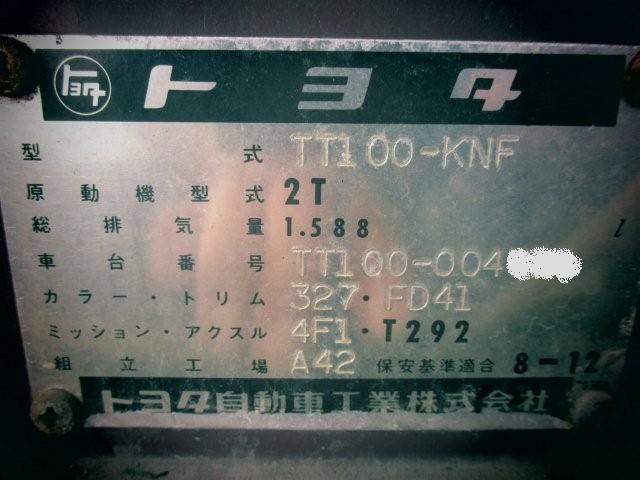 トヨタ トヨタ
型式 TT100-KNF
原動機型式 2T
総排気量 1.588 l
車台番号 TT100-004
カラー・トリム 327・FD41
ミッション・アクスル 4F1・T292
組立工場 A42 保安基準適合 8-12
トヨタ自動車工業株式会社